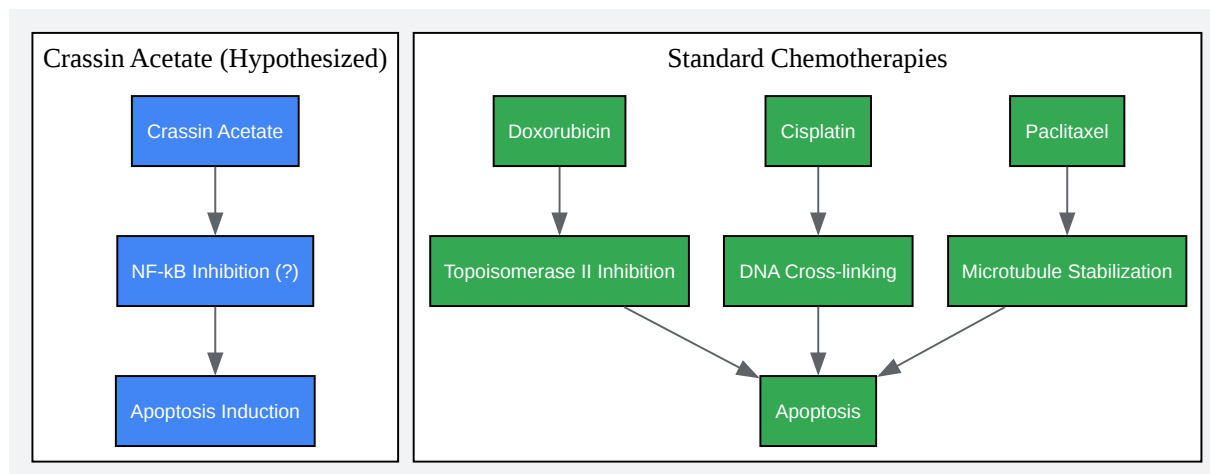 Crassin Acetate (Hypothesized)
Standard Chemotherapies
Crassin Acetate
Doxorubicin
Cisplatin
Paclitaxel
NF-kB Inhibition (?)
Topoisomerase II Inhibition
DNA Cross-linking
Microtubule Stabilization
Apoptosis Induction
Apoptosis